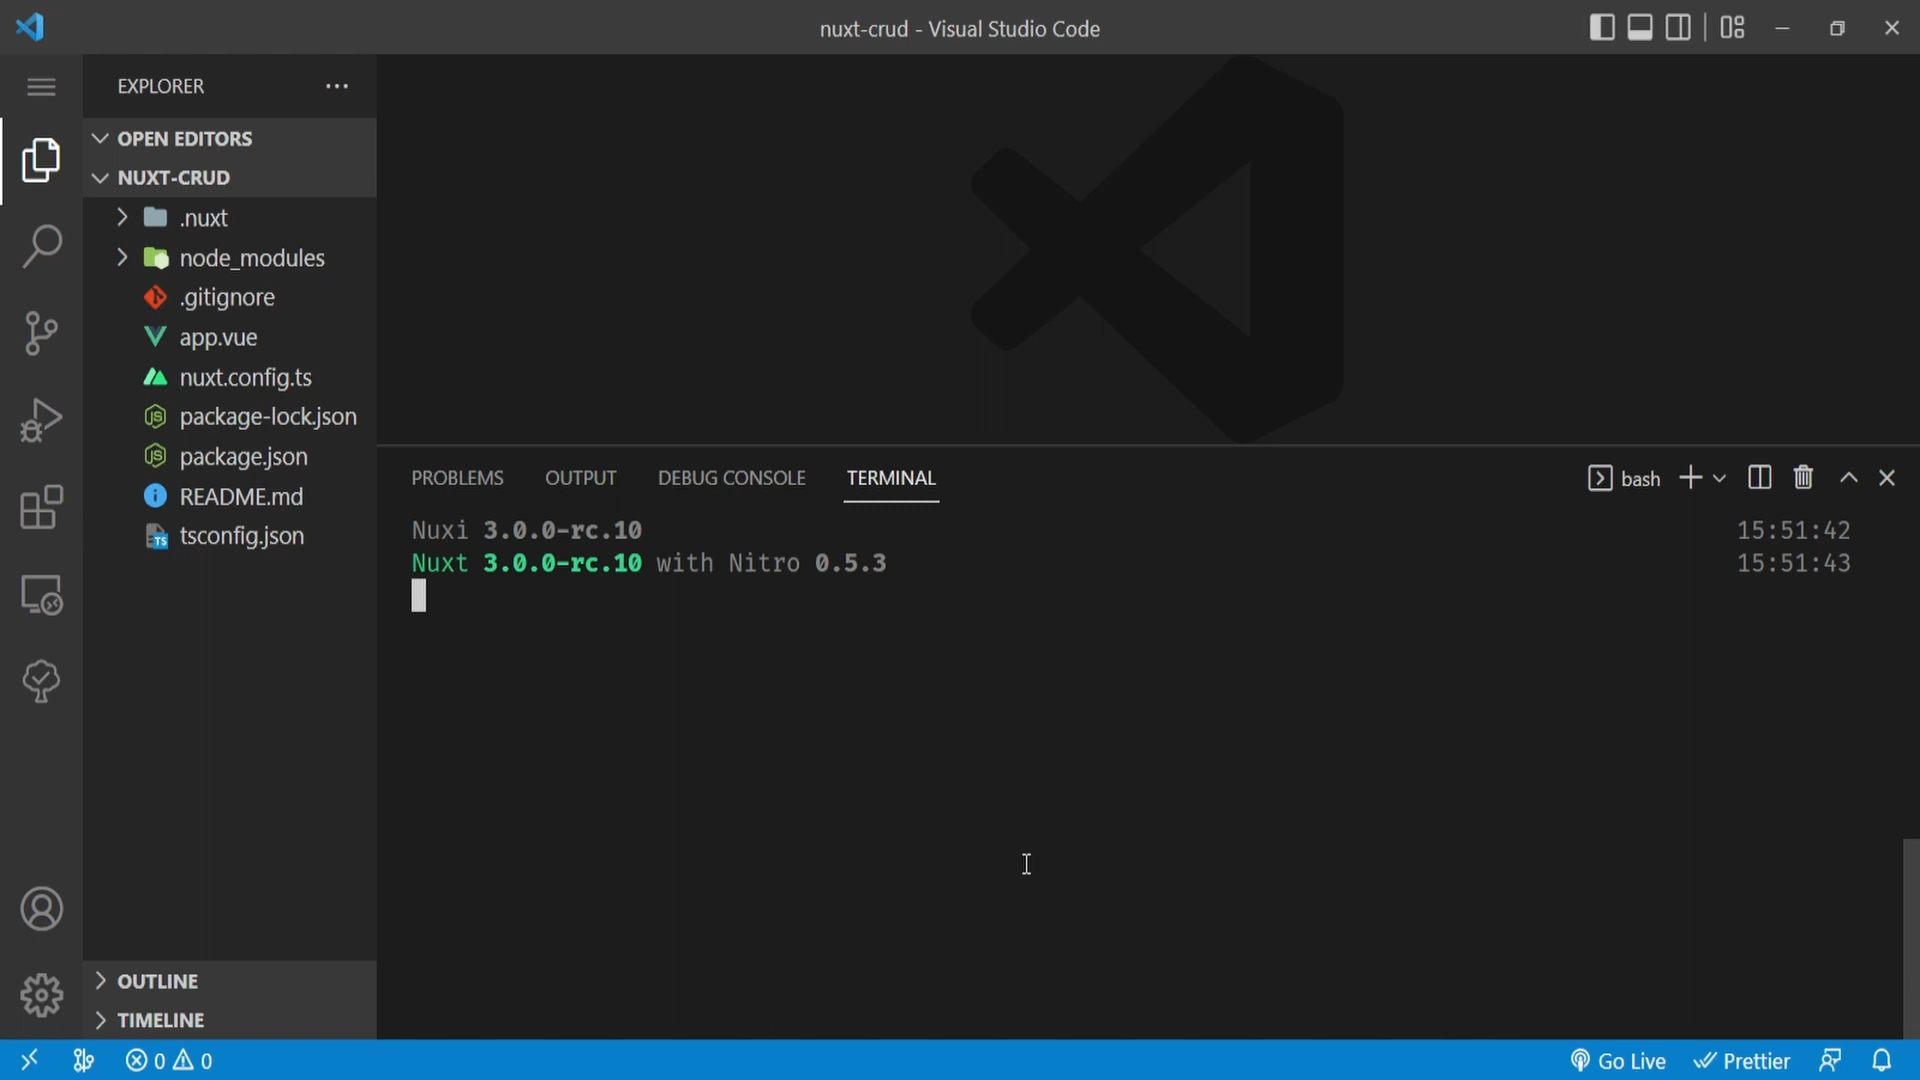 nuxt-crud - Visual Studio Code
EXPLORER
OPEN EDITORS
NUXT-CRUD
.nuxt
node_modules
.gitignore
app.vue
nuxt.config.ts
package-lock.json
package.json
README.md
tsconfig.json
OUTLINE
TIMELINE
PROBLEMS OUTPUT DEBUG CONSOLE TERMINAL bash
Nuxi 3.0.0-rc.10 15:51:42
Nuxt 3.0.0-rc.10 with Nitro 0.5.3 15:51:43
0 0 Go Live Prettier